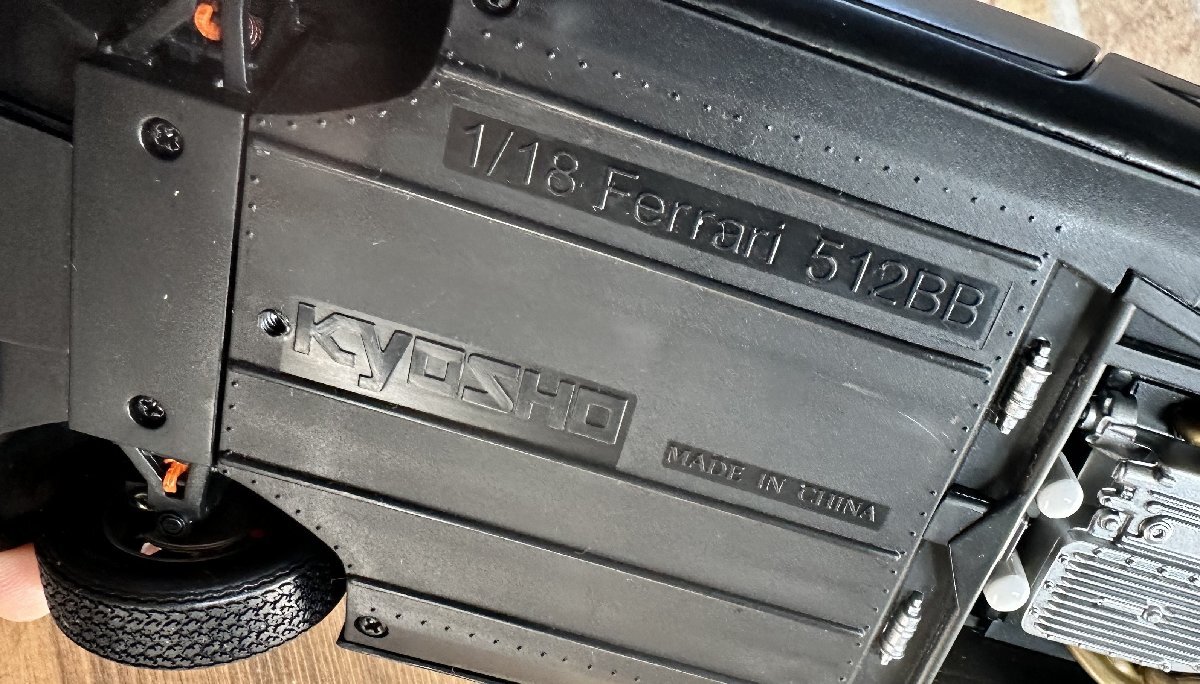 1/18 Ferrari 512BB
KYOSHO
MADE IN CHINA